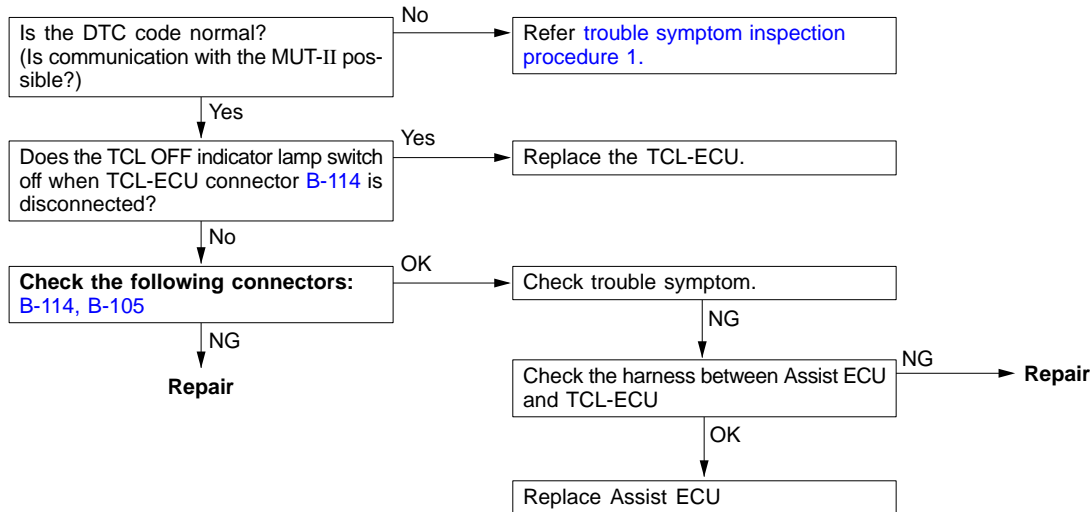 Is the DTC code normal?
(Is communication with the MUT-II pos-
sible?)
No
Refer trouble symptom inspection
procedure 1.
Yes
Does the TCL OFF indicator lamp switch
off when TCL-ECU connector B-114 is
disconnected?
Yes
Replace the TCL-ECU.
No
Check the following connectors:
B-114, B-105
OK
Check trouble symptom.
NG
Repair
NG
Check the harness between Assist ECU
and TCL-ECU
NG
Repair
OK
Replace Assist ECU